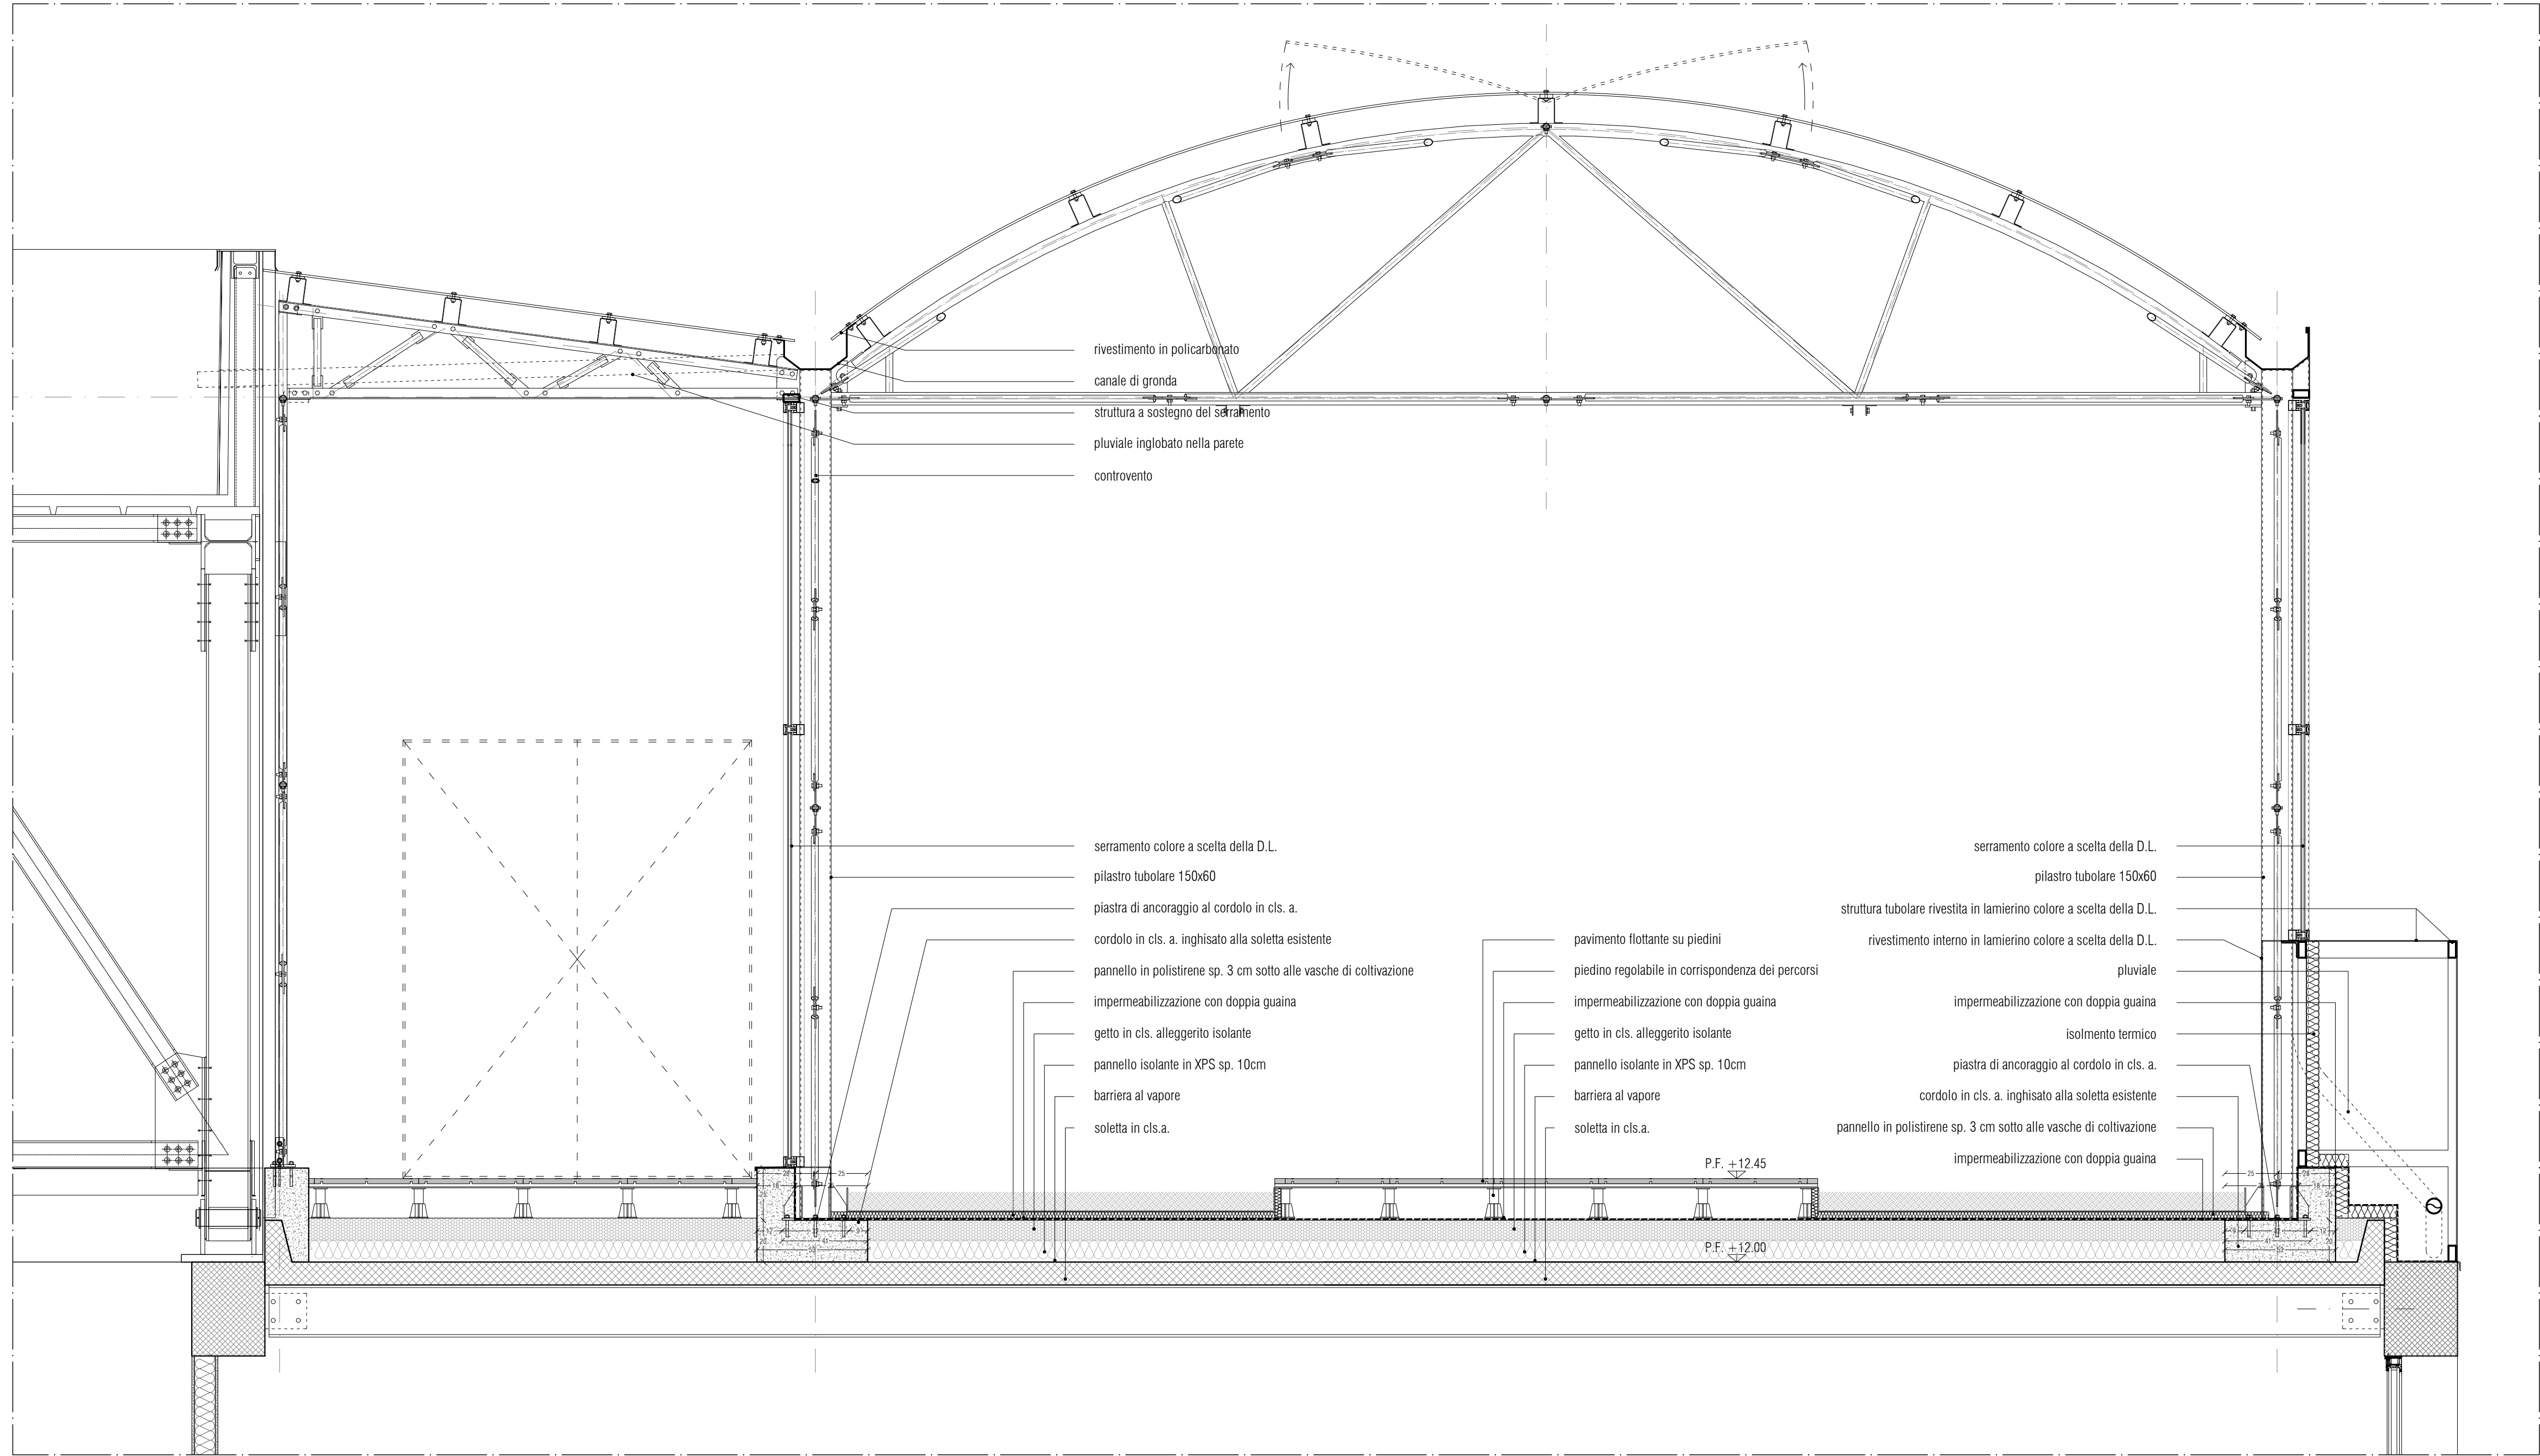 rivestimento in policarbonato
canale di gronda
struttura a sostegno del serramento
pluviale inglobato nella parete
controvento
serramento colore a scelta della D.L.
pilastro tubolare 150x60
piastra di ancoraggio al cordolo in cls. a.
cordolo in cls. a. inghisato alla soletta esistente
pannello in polistirene sp. 3 cm sotto alle vasche di coltivazione
impermeabilizzazione con doppia guaina
getto in cls. alleggerito isolante
pannello isolante in XPS sp. 10cm
barriera al vapore
soletta in cls.a.
pavimento flottante su piedini
piedino regolabile in corrispondenza dei percorsi
impermeabilizzazione con doppia guaina
getto in cls. alleggerito isolante
pannello isolante in XPS sp. 10cm
barriera al vapore
soletta in cls.a.
serramento colore a scelta della D.L.
pilastro tubolare 150x60
struttura tubolare rivestita in lamierino colore a scelta della D.L.
rivestimento interno in lamierino colore a scelta della D.L.
pluviale
impermeabilizzazione con doppia guaina
isolmento termico
piastra di ancoraggio al cordolo in cls. a.
cordolo in cls. a. inghisato alla soletta esistente
pannello in polistirene sp. 3 cm sotto alle vasche di coltivazione
impermeabilizzazione con doppia guaina
P.F. +12.45
P.F. +12.00
25
18
41
25
18
25
41
20